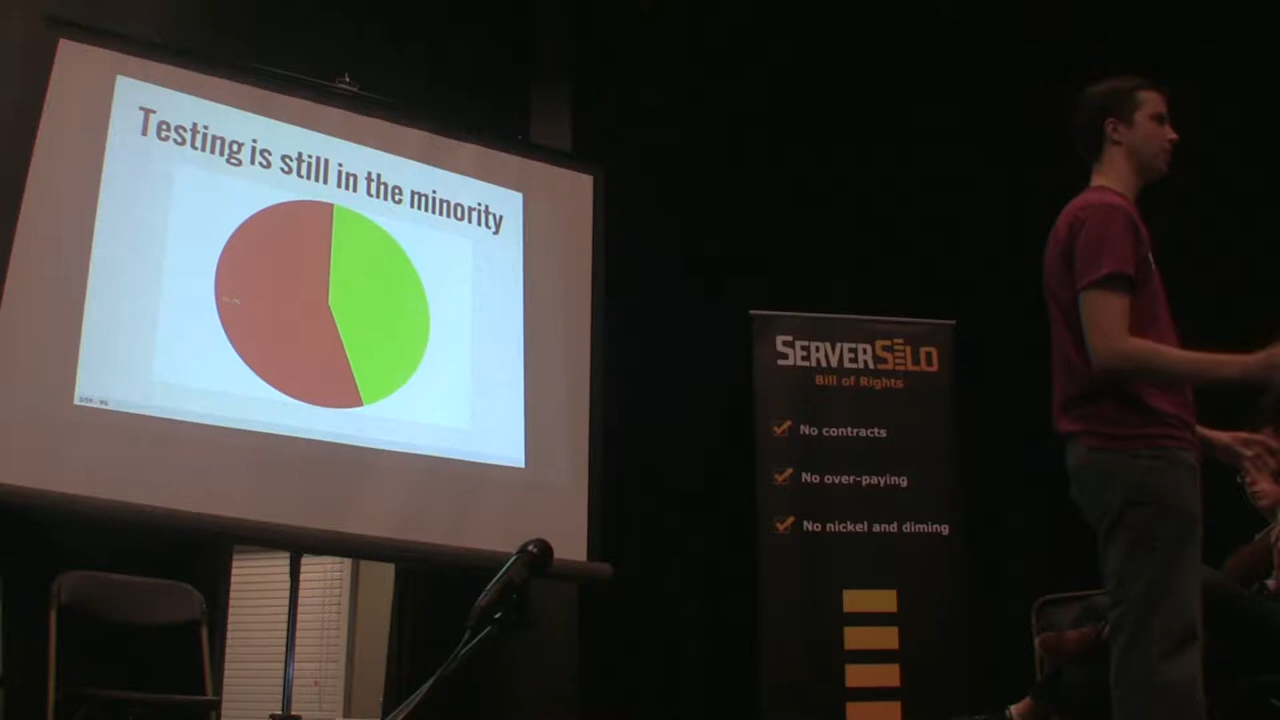 Testing is still in the minority
SERVERSILO
Bill of Rights
No contracts
No over-paying
No nickel and diming